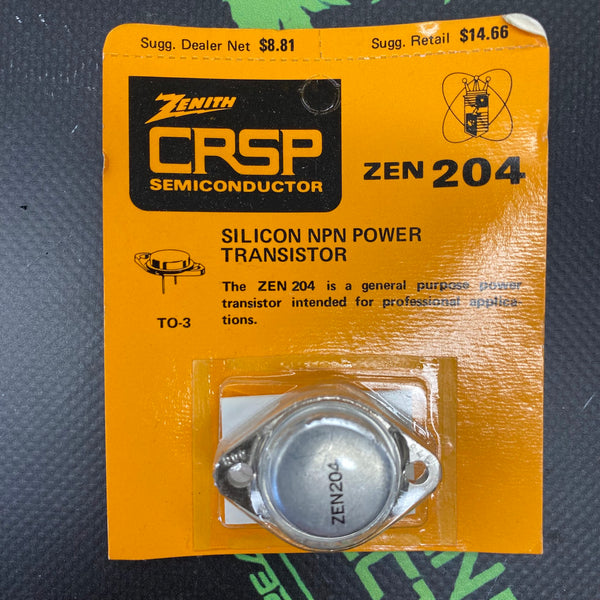 Sugg. Dealer Net $8.81
Sugg. Retail $14.66
ZENITH
CRSP
SEMICONDUCTOR
ZEN 204
SILICON NPN POWER
TRANSISTOR
The ZEN 204 is a general purpose power
transistor intended for professional applica-
tions.
TO-3
ZEN204